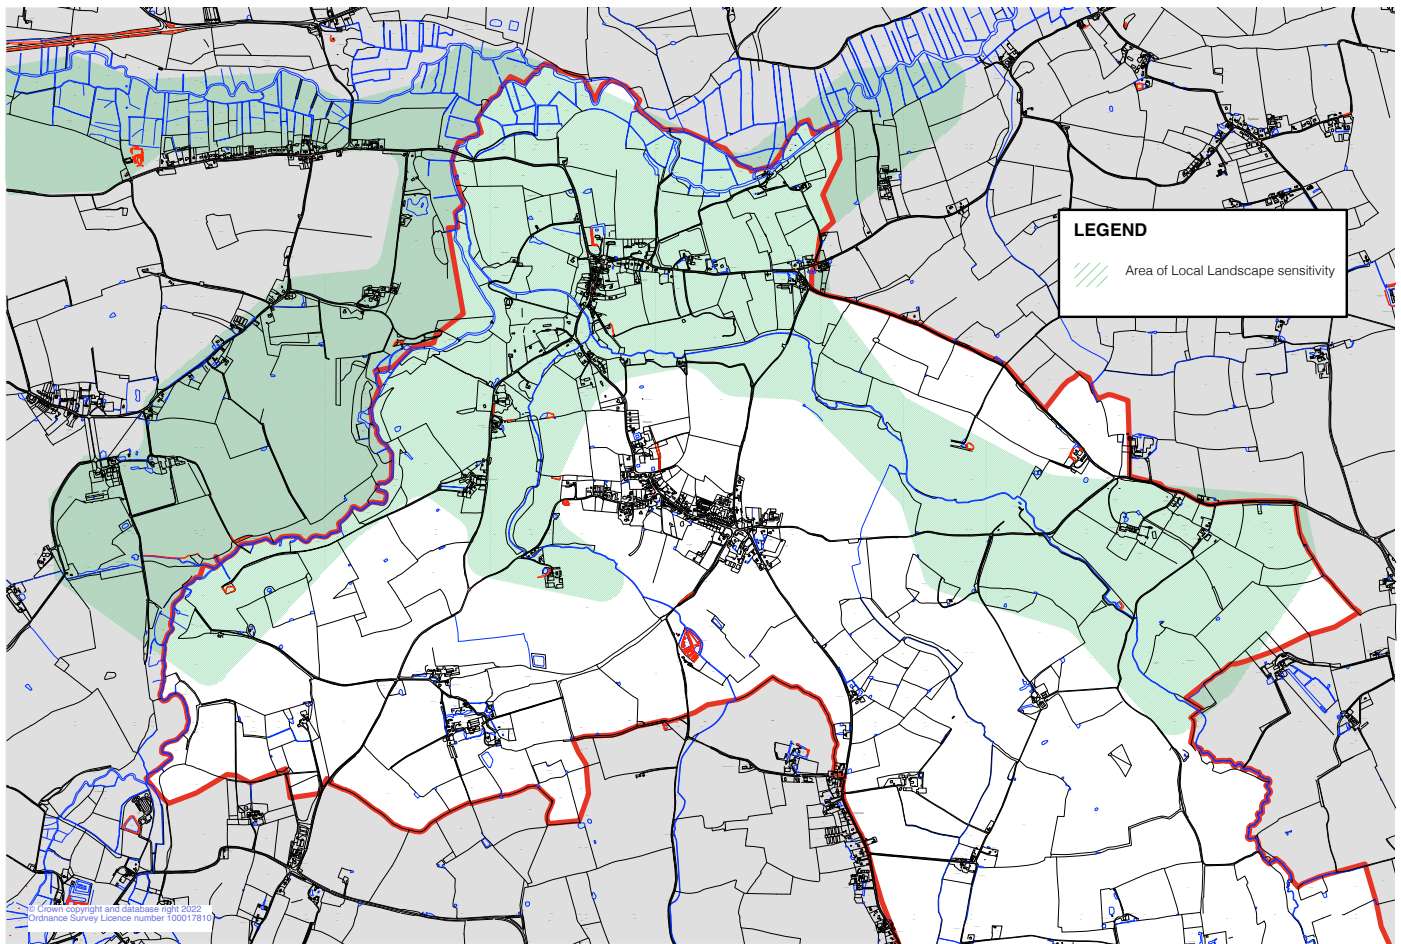 LEGEND
Area of Local Landscape sensitivity
© Crown copyright and database right 2022
Ordnance Survey Licence number 100017810